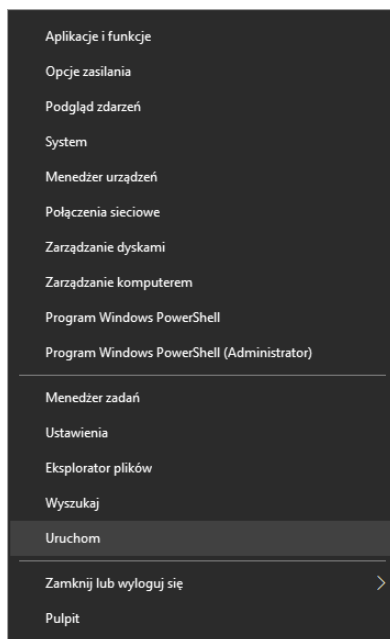 Aplikacje i funkcje
Opcje zasilania
Podgląd zdarzeń
System
Menedżer urządzeń
Połączenia sieciowe
Zarządzanie dyskami
Zarządzanie komputerem
Program Windows PowerShell
Program Windows PowerShell (Administrator)
Menedżer zadań
Ustawienia
Eksplorator plików
Wyszukaj
Uruchom
Zamknij lub wyloguj się
Pulpit